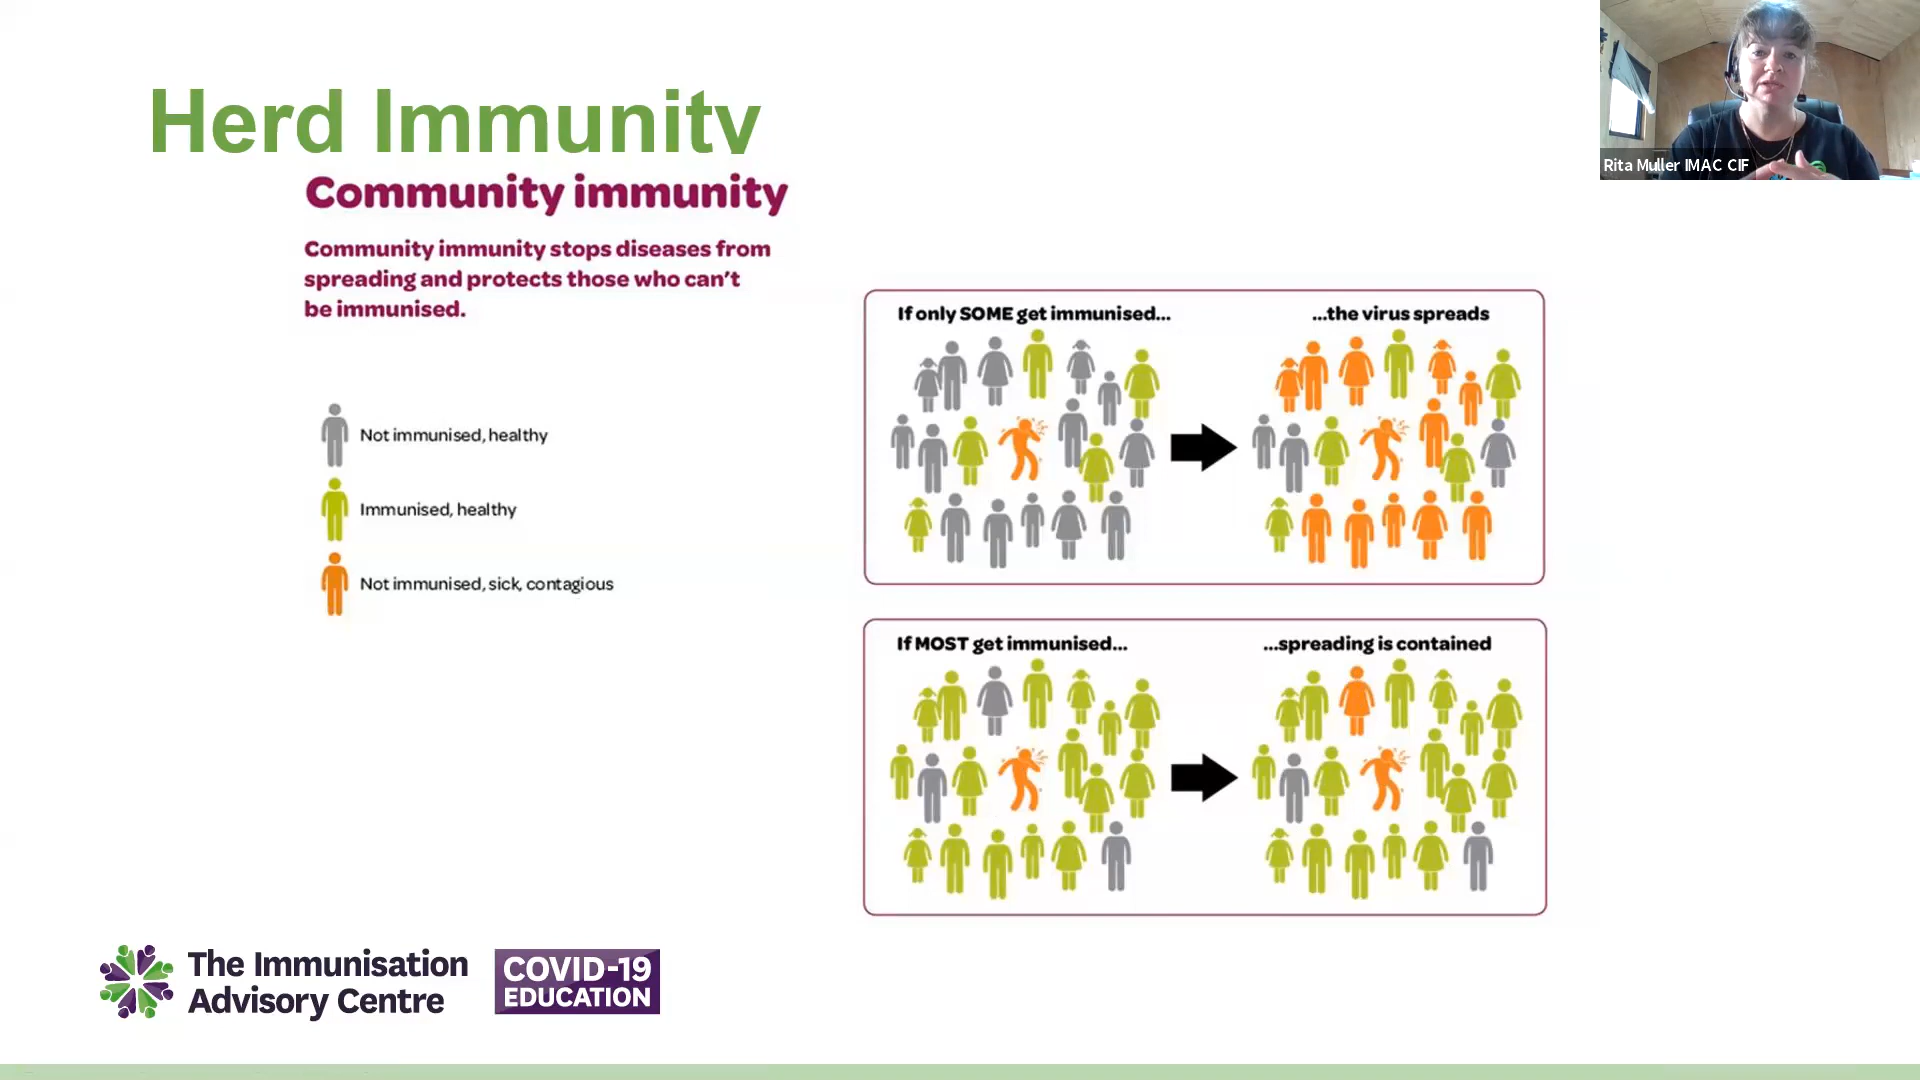 Herd Immunity
Community immunity
Community immunity stops diseases from
spreading and protects those who can't
be immunised.
Not immunised, healthy
Immunised, healthy
Not immunised, sick, contagious
If only SOME get immunised...
...the virus spreads
If MOST get immunised...
...spreading is contained
The Immunisation
Advisory Centre
COVID-19
EDUCATION
Rita Muller IMAC CIF